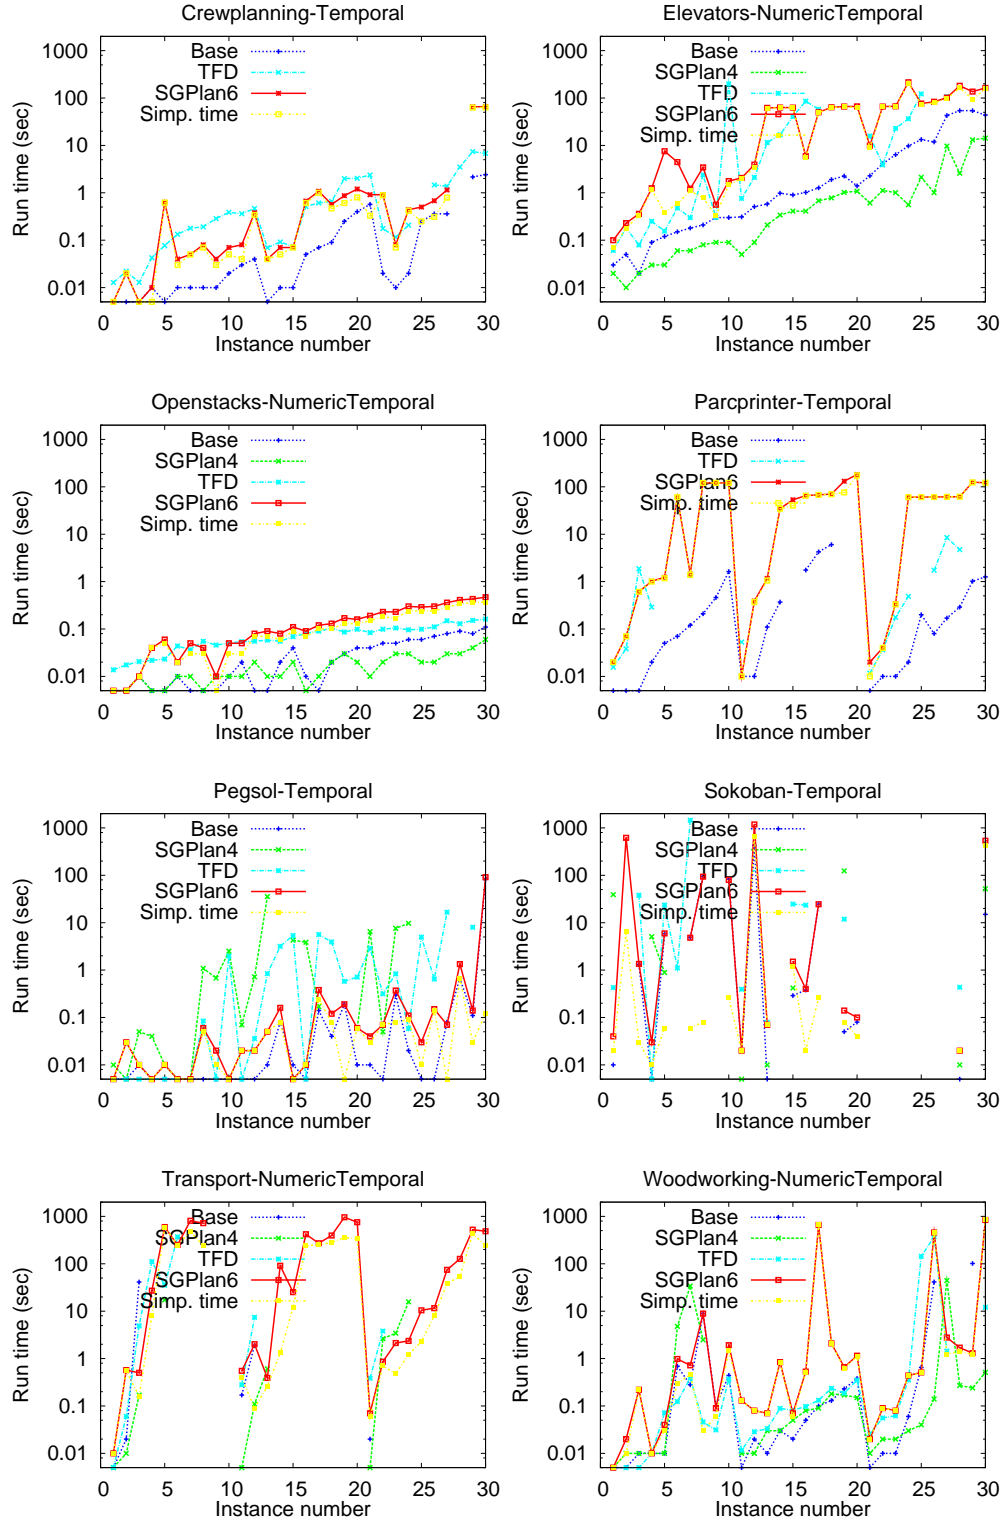 Crewplanning-Temporal
Run time (sec)
1000
100
10
1
0.1
0.01
Base
TFD
SGPlan6
Simp. time
0 5 10 15 20 25 30
Instance number
Elevators-NumericTemporal
Run time (sec)
1000
100
10
1
0.1
0.01
Base
SGPlan4
TFD
SGPlan6
Simp. time
0 5 10 15 20 25 30
Instance number
Openstacks-NumericTemporal
Run time (sec)
1000
100
10
1
0.1
0.01
Base
SGPlan4
TFD
SGPlan6
Simp. time
0 5 10 15 20 25 30
Instance number
Parcprinter-Temporal
Run time (sec)
1000
100
10
1
0.1
0.01
Base
TFD
SGPlan6
Simp. time
0 5 10 15 20 25 30
Instance number
Pegsol-Temporal
Run time (sec)
1000
100
10
1
0.1
0.01
Base
SGPlan4
TFD
SGPlan6
Simp. time
0 5 10 15 20 25 30
Instance number
Sokoban-Temporal
Run time (sec)
1000
100
10
1
0.1
0.01
Base
SGPlan4
TFD
SGPlan6
Simp. time
0 5 10 15 20 25 30
Instance number
Transport-NumericTemporal
Run time (sec)
1000
100
10
1
0.1
0.01
Base
SGPlan4
TFD
SGPlan6
Simp. time
0 5 10 15 20 25 30
Instance number
Woodworking-NumericTemporal
Run time (sec)
1000
100
10
1
0.1
0.01
Base
SGPlan4
TFD
SGPlan6
Simp. time
0 5 10 15 20 25 30
Instance number